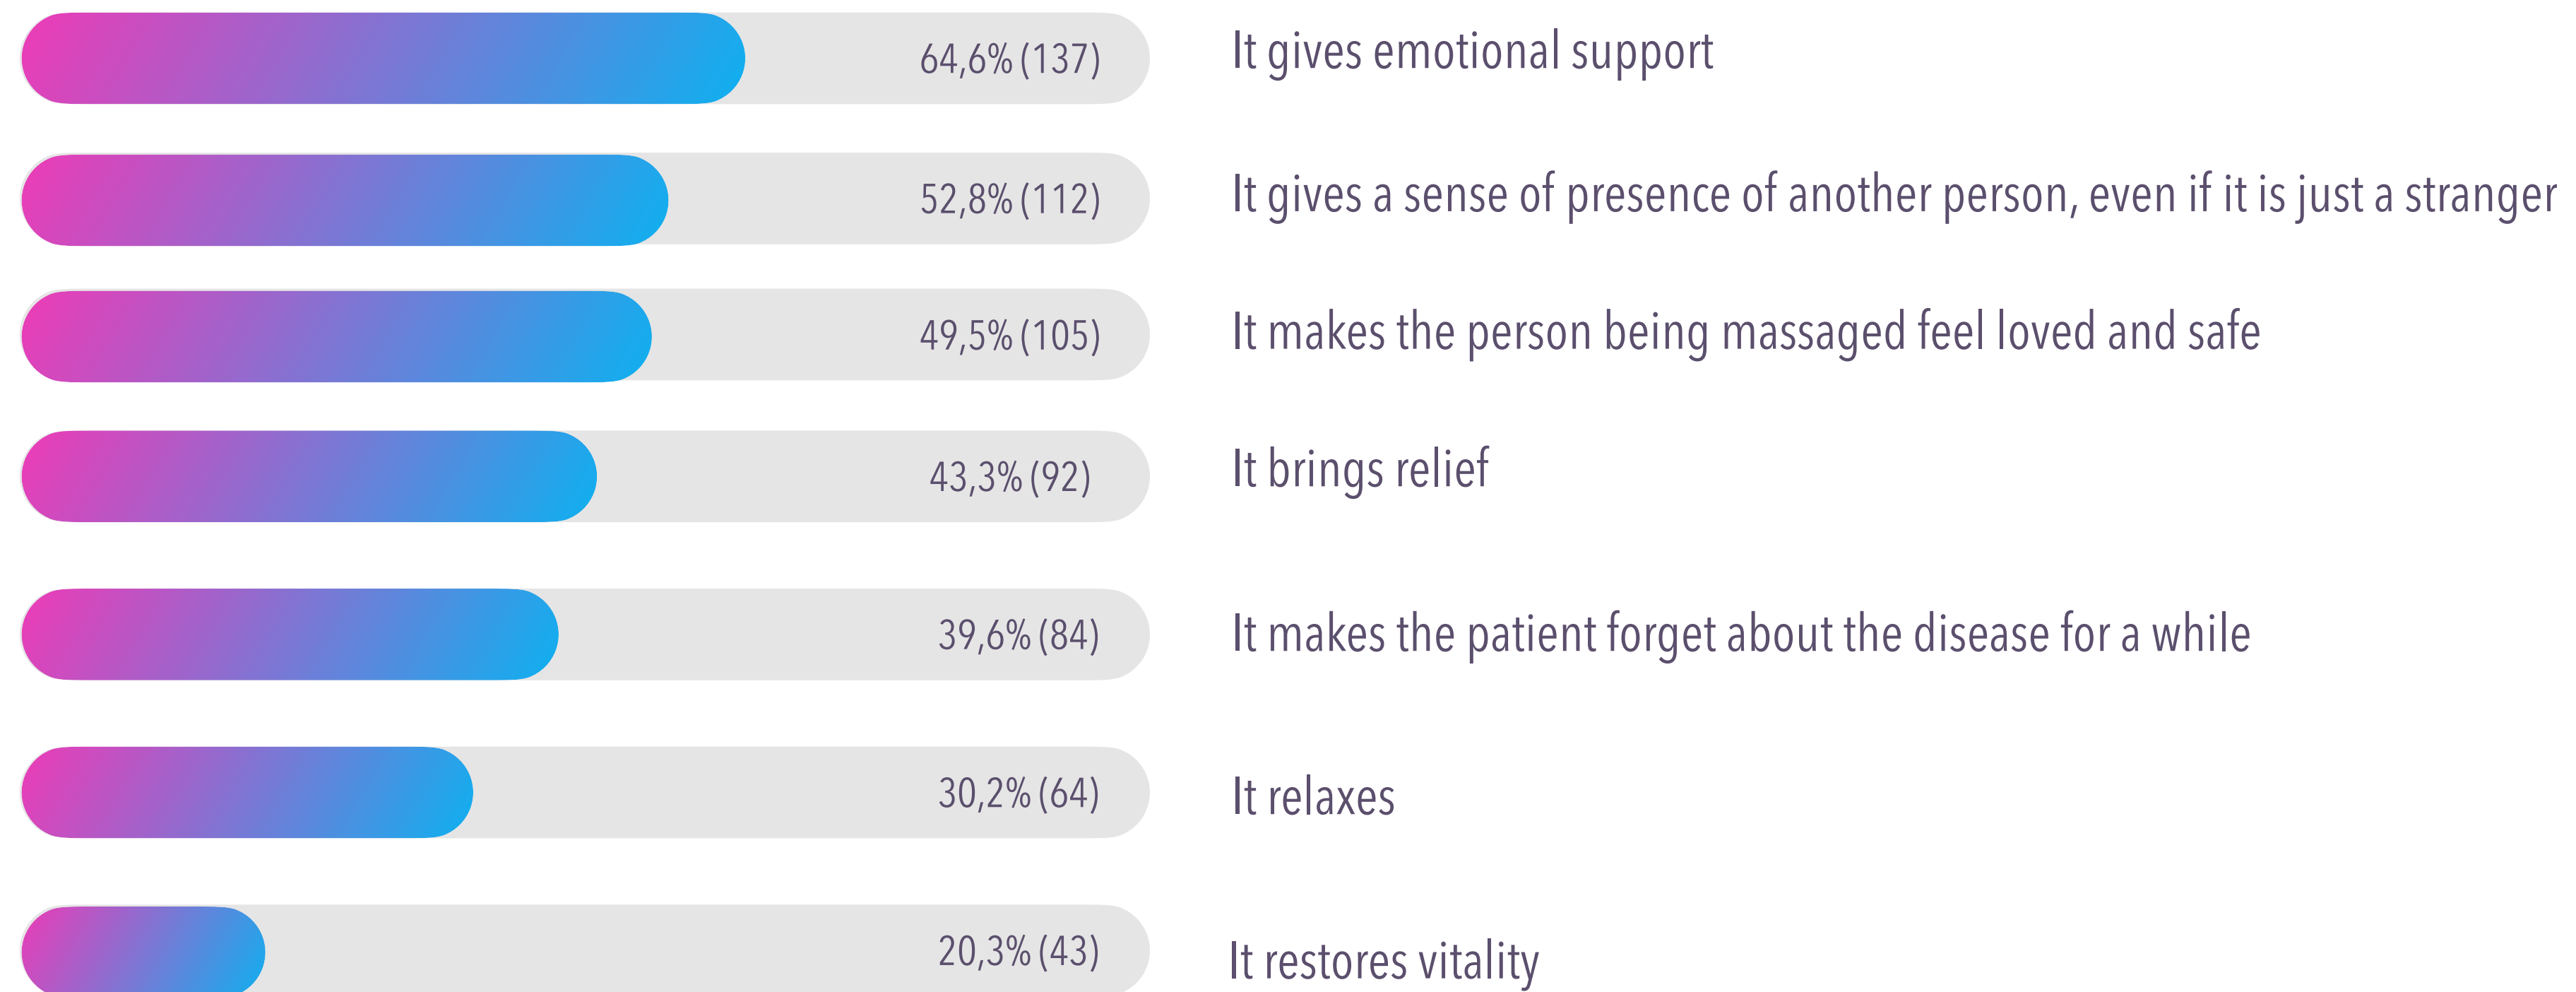 64,6% (137) It gives emotional support
52,8% (112) It gives a sense of presence of another person, even if it is just a stranger
49,5% (105) It makes the person being massaged feel loved and safe
43,3% (92) It brings relief
39,6% (84) It makes the patient forget about the disease for a while
30,2% (64) It relaxes
20,3% (43) It restores vitality